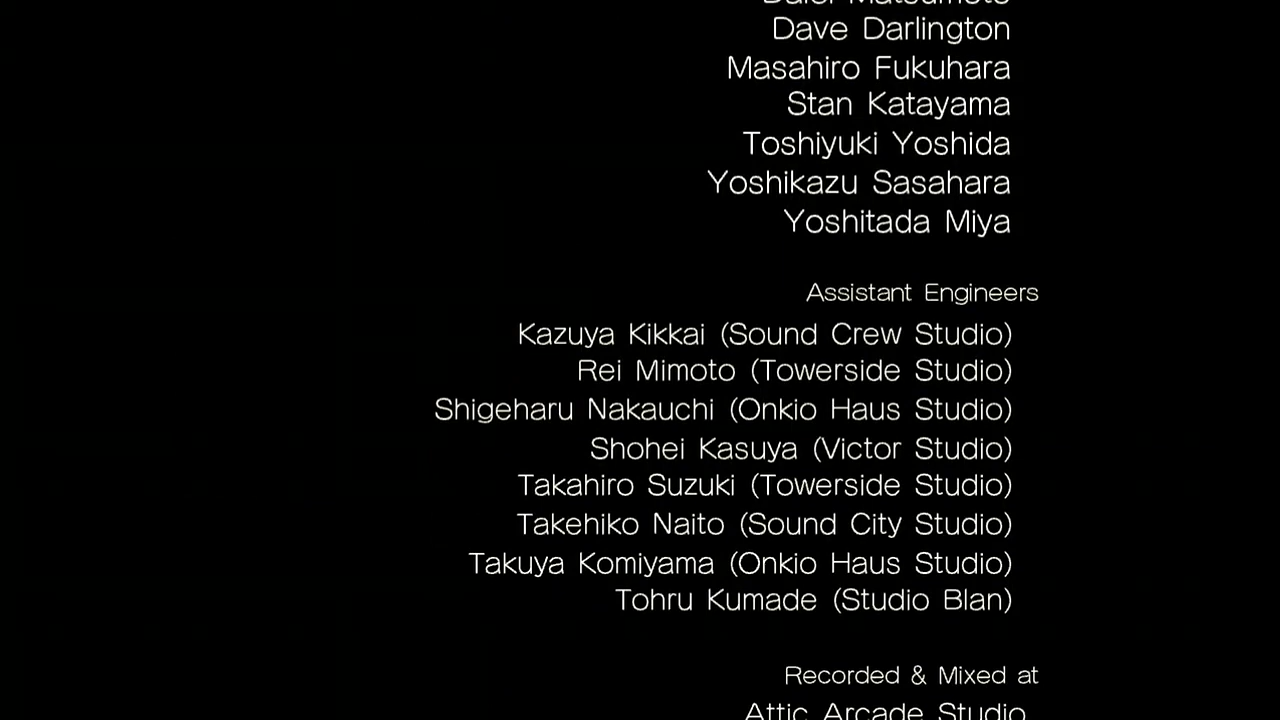 Daiei Matsumoto
Dave Darlington
Masahiro Fukuhara
Stan Katayama
Toshiyuki Yoshida
Yoshikazu Sasahara
Yoshitada Miya
Assistant Engineers
Kazuya Kikkai (Sound Crew Studio)
Rei Mimoto (Towerside Studio)
Shigeharu Nakauchi (Onkio Haus Studio)
Shohei Kasuya (Victor Studio)
Takahiro Suzuki (Towerside Studio)
Takehiko Naito (Sound City Studio)
Takuya Komiyama (Onkio Haus Studio)
Tohru Kumade (Studio Blan)
Recorded & Mixed at
Attic Arcade Studio